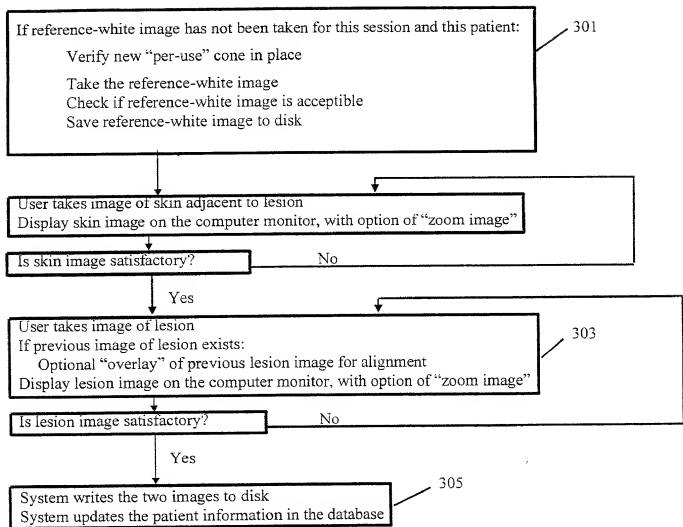 If reference-white image has not been taken for this session and this patient:
301
Verify new “per-use” cone in place
Take the reference-white image
Check if reference-white image is acceptible
Save reference-white image to disk
User takes image of skin adjacent to lesion
Display skin image on the computer monitor, with option of “zoom image”
Is skin image satisfactory?
No
Yes
User takes image of lesion
303
If previous image of lesion exists:
Optional “overlay” of previous lesion image for alignment
Display lesion image on the computer monitor, with option of “zoom image”
Is lesion image satisfactory?
No
Yes
305
System writes the two images to disk
System updates the patient information in the database